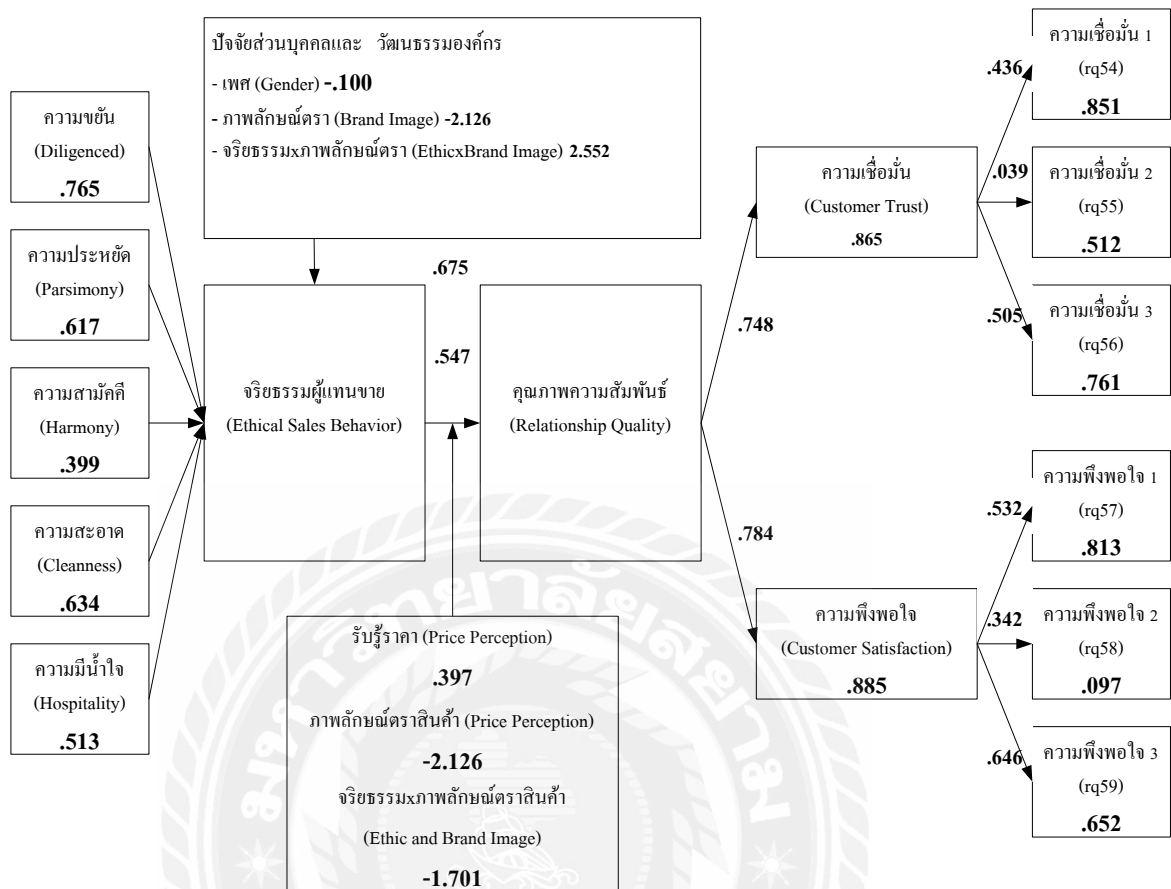 ปัจจัยส่วนบุคคลและ วัฒนธรรมองค์กร
- เพศ (Gender) -.100
- ภาพลักษณ์ตรา (Brand Image) -2.126
- จริยธรรมxภาพลักษณ์ตรา (EthicxBrand Image) 2.552
ความขยัน
(Diligenced)
.765
ความประหยัด
(Parsimony)
.617
ความสามัคคี
(Harmony)
.399
ความสะอาด
(Cleanness)
.634
ความมีน้ำใจ
(Hospitality)
.513
.675
จริยธรรมผู้แทนขาย
(Ethical Sales Behavior)
.547
คุณภาพความสัมพันธ์
(Relationship Quality)
รับรู้ราคา (Price Perception)
.397
ภาพลักษณ์ตราสินค้า (Price Perception)
-2.126
จริยธรรมxภาพลักษณ์ตราสินค้า
(Ethic and Brand Image)
-1.701
.748
.784
ความเชื่อมั่น
(Customer Trust)
.865
ความพึงพอใจ
(Customer Satisfaction)
.885
.436
ความเชื่อมั่น 1
(rq54)
.851
.039
ความเชื่อมั่น 2
(rq55)
.512
.505
ความเชื่อมั่น 3
(rq56)
.761
.532
ความพึงพอใจ 1
(rq57)
.813
.342
ความพึงพอใจ 2
(rq58)
.097
.646
ความพึงพอใจ 3
(rq59)
.652
มหาวิทยาลัยสยาม